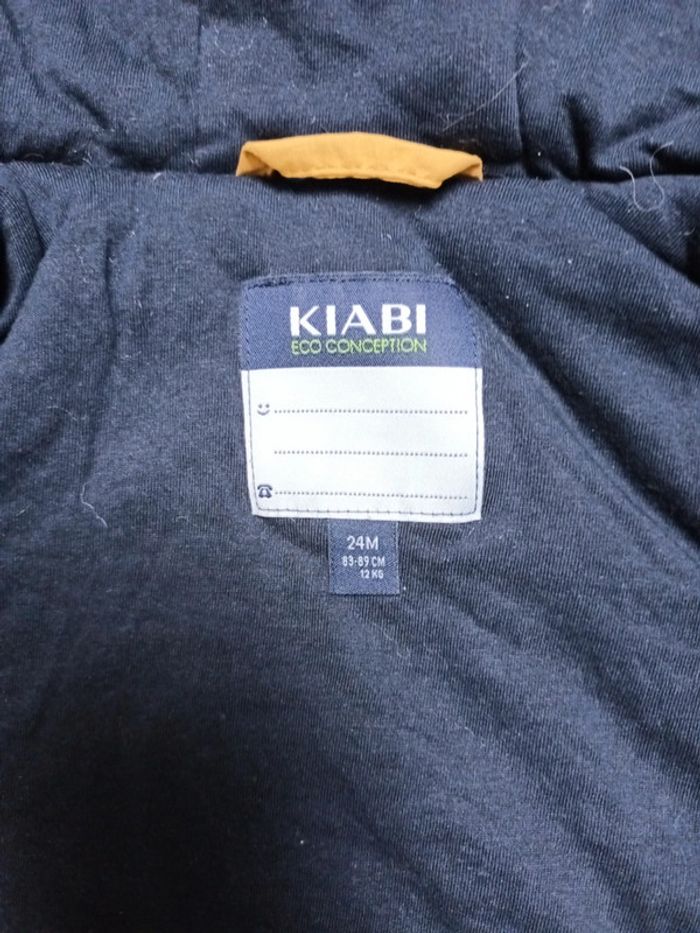 KIABI
ECO CONCEPTION
24M
83-89 CM
12 KG